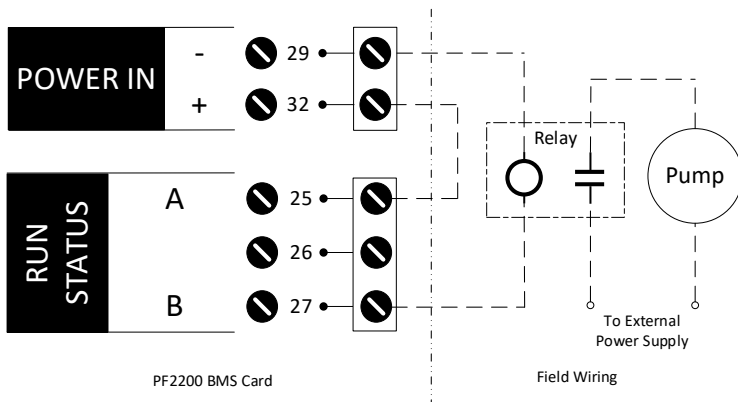 POWER IN
-
29
+
32
Relay
Pump
RUN
STATUS
A
25
26
B
27
To External
Power Supply
PF2200 BMS Card
Field Wiring